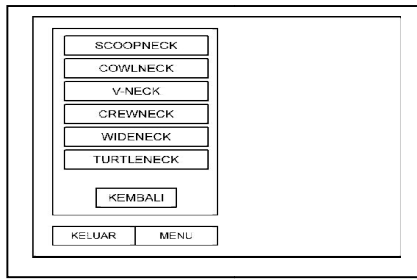 SCOOPNECK
COWLNECK
V-NECK
CREWNECK
WIDENECK
TURTLENECK
KEMBALI
KELUAR MENU